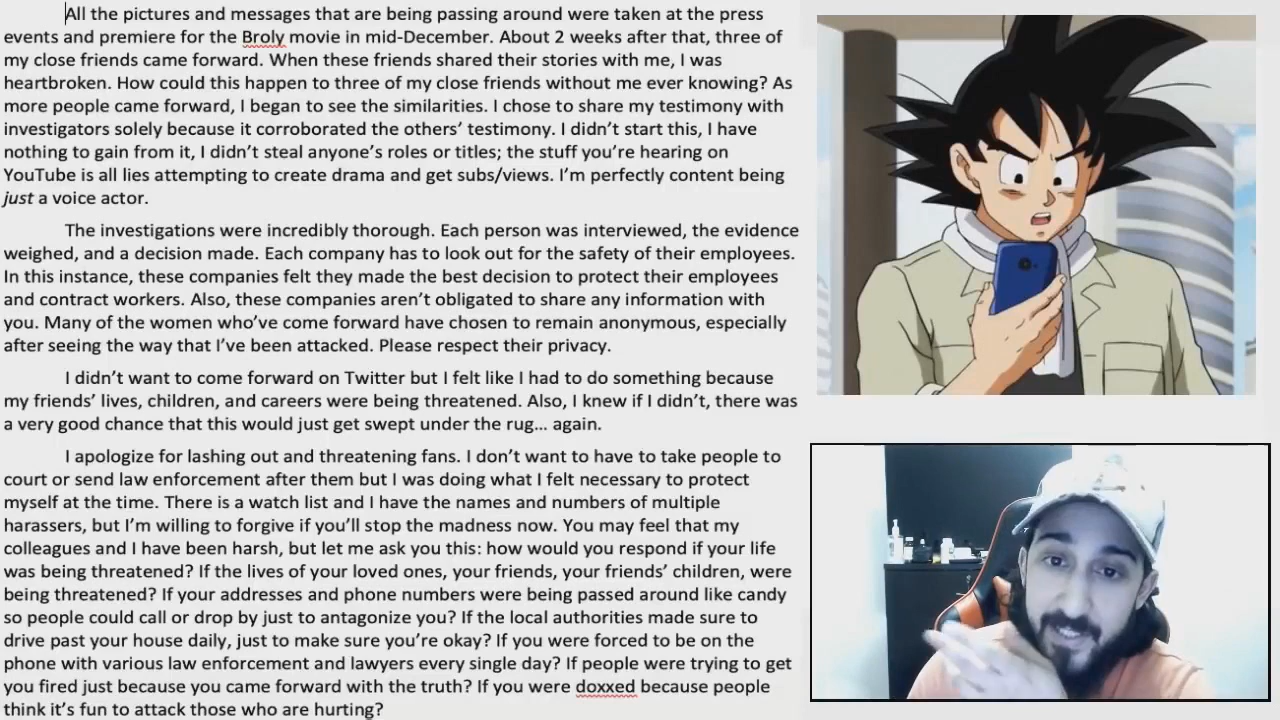 All the pictures and messages that are being passing around were taken at the press
events and premiere for the Broly movie in mid-December. About 2 weeks after that, three of
my close friends came forward. When these friends shared their stories with me, I was
heartbroken. How could this happen to three of my close friends without me ever knowing? As
more people came forward, I began to see the similarities. I chose to share my testimony with
investigators solely because it corroborated the others’ testimony. I didn’t start this, I have
nothing to gain from it, I didn’t steal anyone’s roles or titles; the stuff you’re hearing on
YouTube is all lies attempting to create drama and get subs/views. I’m perfectly content being
just a voice actor.
The investigations were incredibly thorough. Each person was interviewed, the evidence
weighed, and a decision made. Each company has to look out for the safety of their employees.
In this instance, these companies felt they made the best decision to protect their employees
and contract workers. Also, these companies aren’t obligated to share any information with
you. Many of the women who’ve come forward have chosen to remain anonymous, especially
after seeing the way that I’ve been attacked. Please respect their privacy.
I didn’t want to come forward on Twitter but I felt like I had to do something because
my friends’ lives, children, and careers were being threatened. Also, I knew if I didn’t, there was
a very good chance that this would just get swept under the rug… again.
I apologize for lashing out and threatening fans. I don’t want to have to take people to
court or send law enforcement after them but I was doing what I felt necessary to protect
myself at the time. There is a watch list and I have the names and numbers of multiple
harassers, but I’m willing to forgive if you’ll stop the madness now. You may feel that my
colleagues and I have been harsh, but let me ask you this: how would you respond if your life
was being threatened? If the lives of your loved ones, your friends, your friends’ children, were
being threatened? If your addresses and phone numbers were being passed around like candy
so people could call or drop by just to antagonize you? If the local authorities made sure to
drive past your house daily, just to make sure you’re okay? If you were forced to be on the
phone with various law enforcement and lawyers every single day? If people were trying to get
you fired just because you came forward with the truth? If you were doxxed because people
think it’s fun to attack those who are hurting?